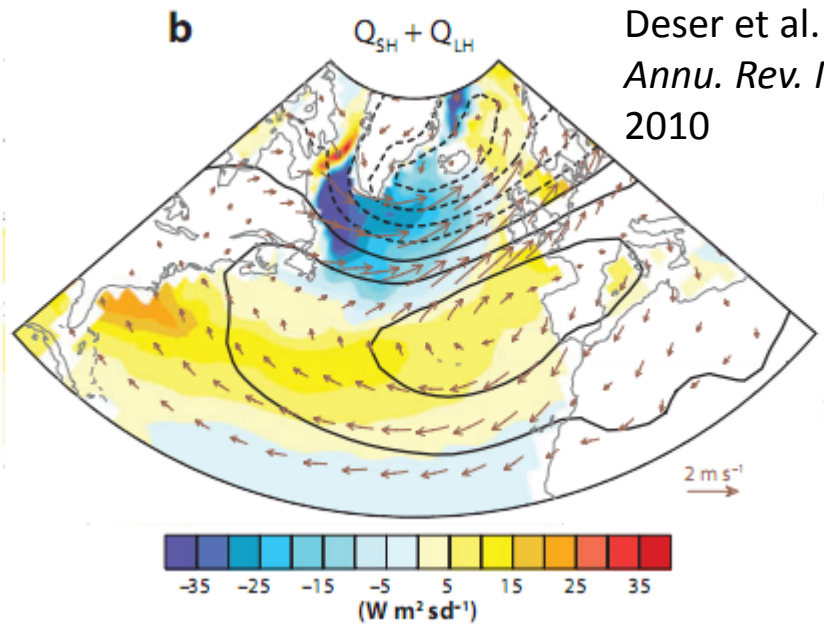 b
Q_SH + Q_LH
Deser et al.
Annu. Rev.
2010
2 m s⁻¹
−35 −25 −15 −5 5 15 25 35
(W m² sd⁻¹)